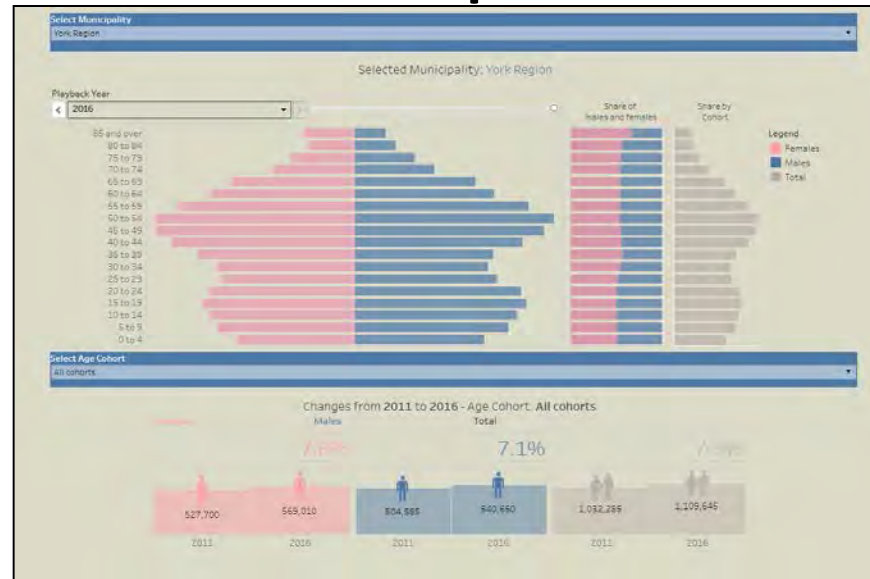 Select Municipality
York Region
Selected Municipality: York Region
Playback Year
2016
Share of
males and females
Share by
Cohort
Legend
Females
Males
Total
85 and over
80 to 84
75 to 79
70 to 74
65 to 69
60 to 64
55 to 59
50 to 54
45 to 49
40 to 44
35 to 39
30 to 34
25 to 29
20 to 24
15 to 19
10 to 14
5 to 9
0 to 4
Select Age Cohort
All cohorts
Changes from 2011 to 2016 - Age Cohort: All cohorts
Males
Total
7.1%
527,700
569,010
504,585
540,650
1,032,285
1,109,645
2011
2016
2011
2016
2011
2016